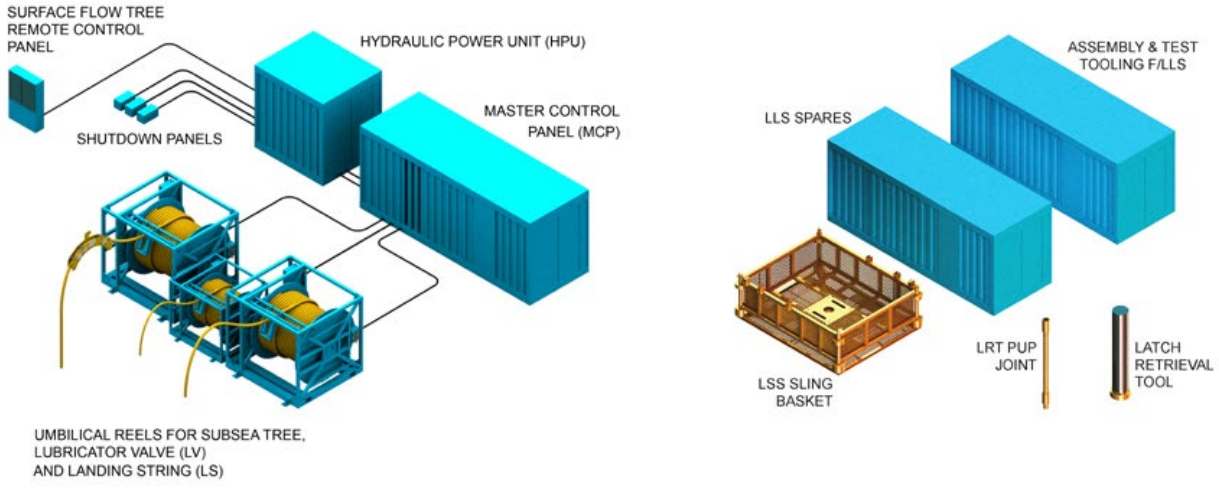 SURFACE FLOW TREE
REMOTE CONTROL
PANEL
HYDRAULIC POWER UNIT (HPU)
MASTER CONTROL
PANEL (MCP)
SHUTDOWN PANELS
UMBILICAL REELS FOR SUBSEA TREE,
LUBRICATOR VALVE (LV)
AND LANDING STRING (LS)
ASSEMBLY & TEST
TOOLING F/LLS
LLS SPARES
LSS SLING
BASKET
LRT PUP
JOINT
LATCH
RETRIEVAL
TOOL